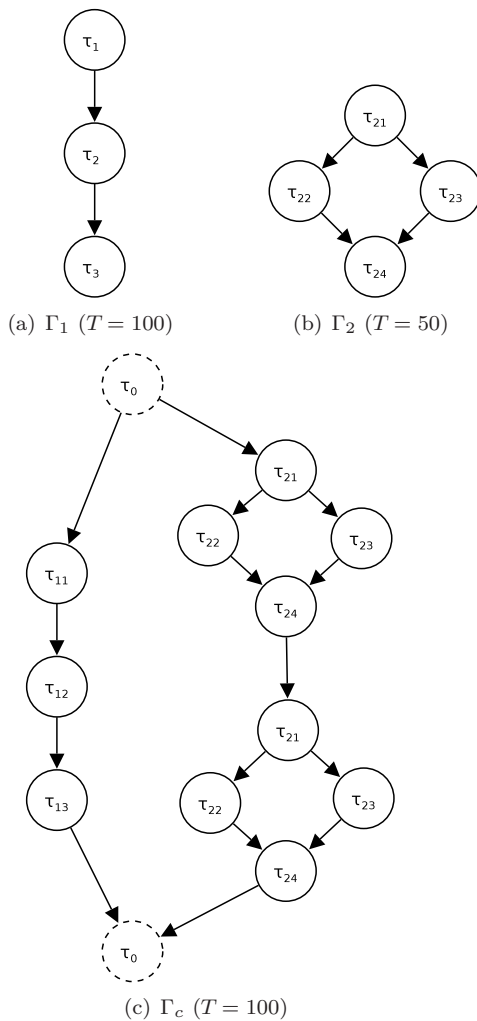 τ₁
τ₂
τ₃
(a) Γ₁ (T = 100)
τ₂₁
τ₂₂
τ₂₃
τ₂₄
(b) Γ₂ (T = 50)
τ₀
τ₁₁
τ₁₂
τ₁₃
τ₂₁
τ₂₂
τ₂₃
τ₂₄
τ₂₁
τ₂₂
τ₂₃
τ₂₄
τ₀
(c) Γ_c (T = 100)